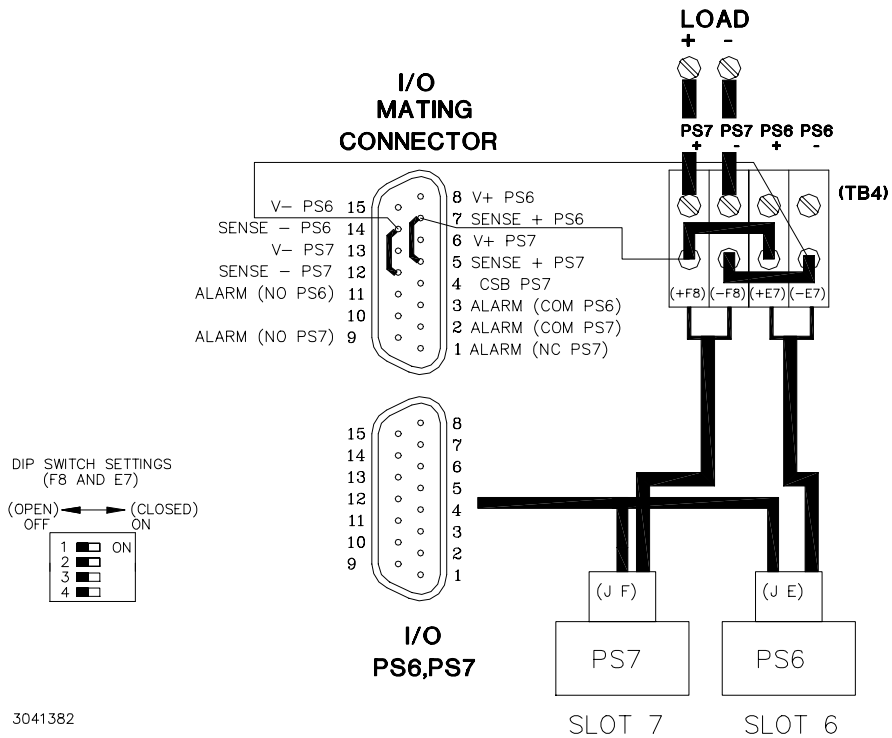 LOAD
+ -
I/O
MATING
CONNECTOR
PS7 PS7 PS6 PS6
+ - + -
(TB4)
V- PS6 15
SENSE - PS6 14
V- PS7 13
SENSE - PS7 12
ALARM (NO PS6) 11
10
ALARM (NO PS7) 9
8 V+ PS6
7 SENSE + PS6
6 V+ PS7
5 SENSE + PS7
4 CSB PS7
3 ALARM (COM PS6)
2 ALARM (COM PS7)
1 ALARM (NC PS7)
(+F8) (-F8) (+E7) (-E7)
15
14
13
12
11
10
9
8
7
6
5
4
3
2
1
DIP SWITCH SETTINGS
(F8 AND E7)
(OPEN) (CLOSED)
OFF ON
1 ON
2
3
4
I/O
PS6,PS7
(J F)
PS7
SLOT 7
(J E)
PS6
SLOT 6
3041382